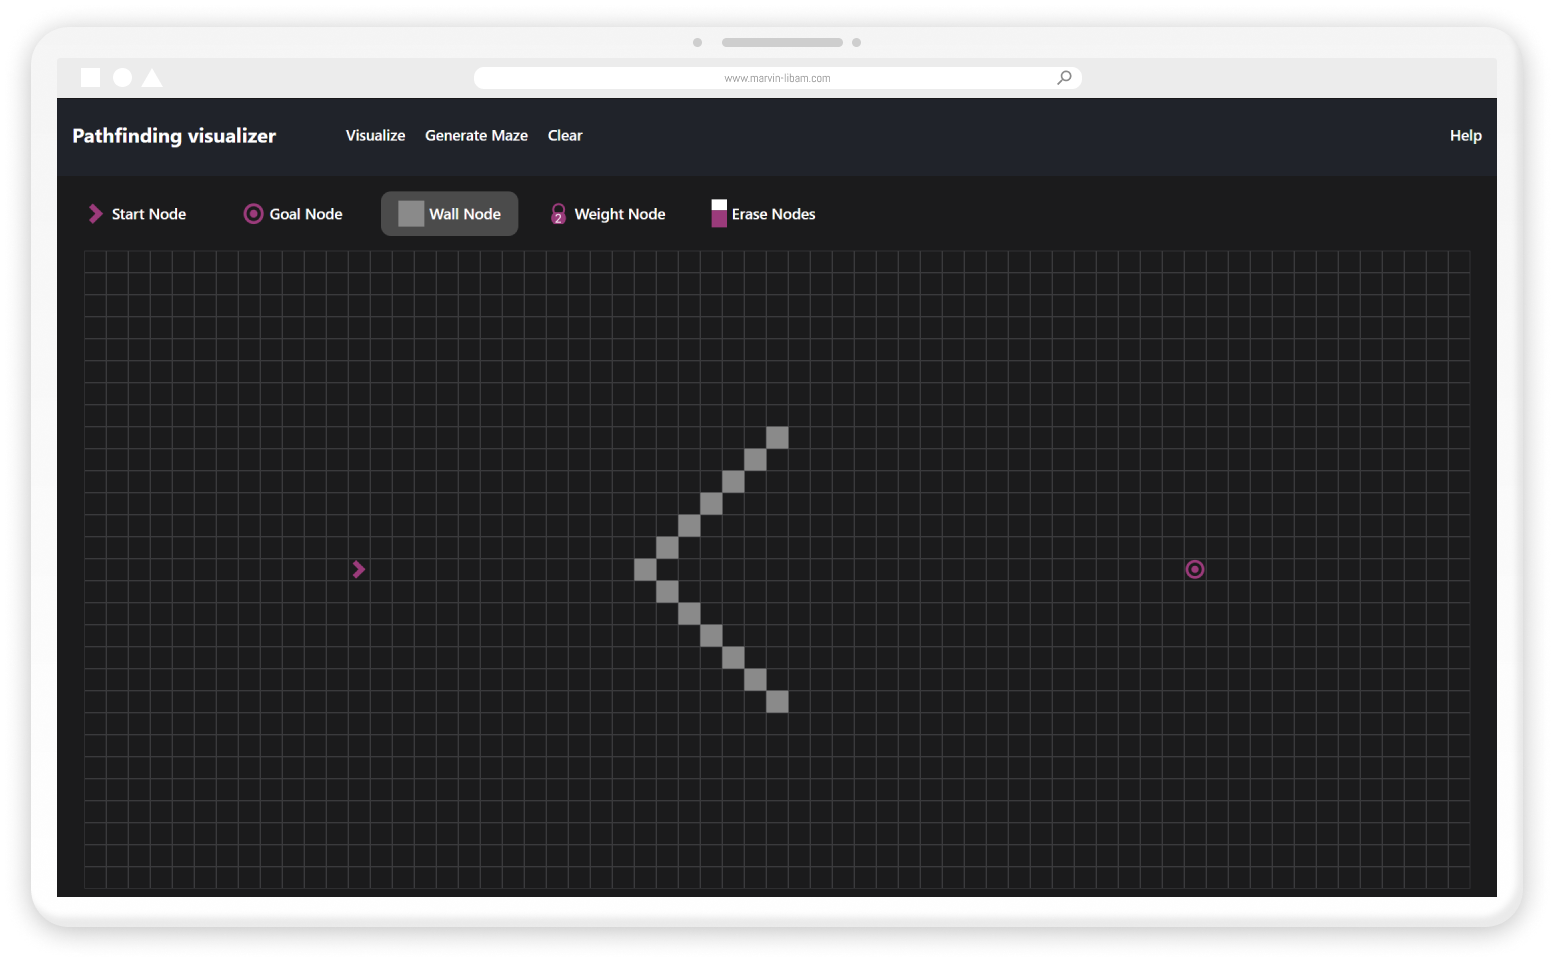 www.marvin-libam.com
Pathfinding visualizer Visualize Generate Maze Clear Help
Start Node Goal Node Wall Node 2 Weight Node Erase Nodes